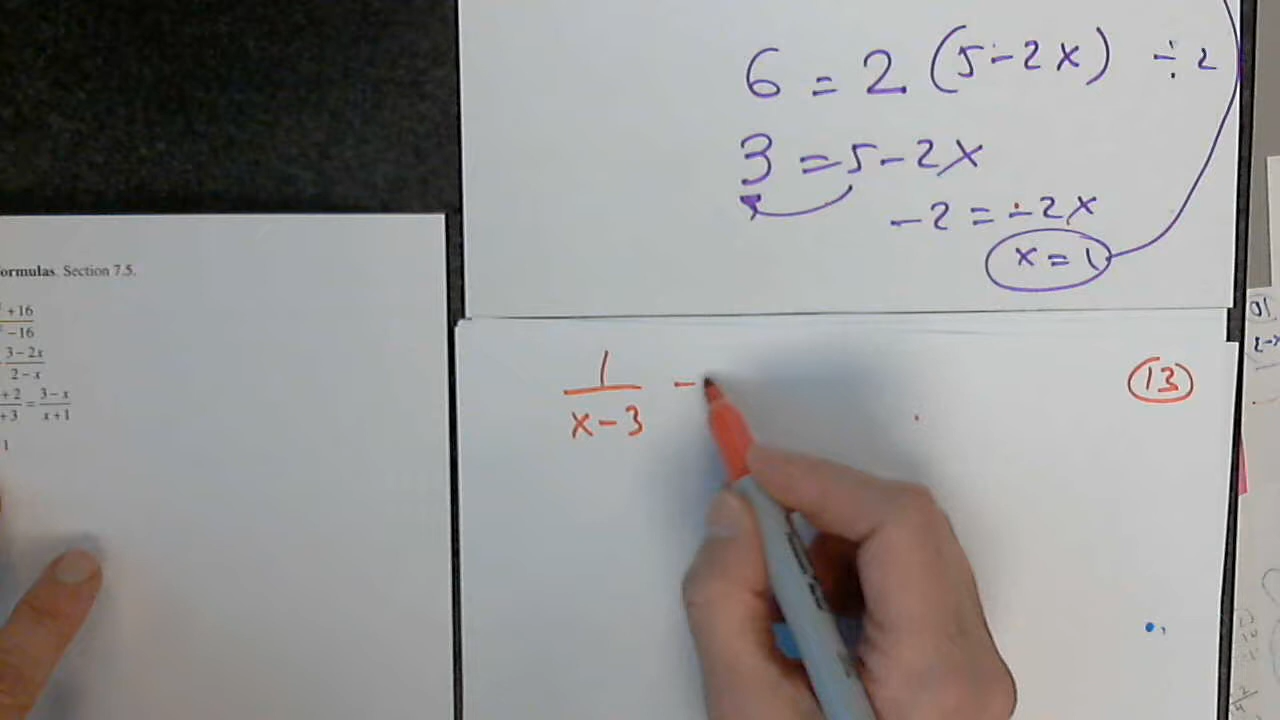 6 = 2 (5-2x) ÷ 2
3 = 5-2x
-2 = -2x
x = 1
ormulas. Section 7.5.
+16
-16
3-2x
2-x
+2
+3
=
3-x
x+1
1
1
x-3
-
13